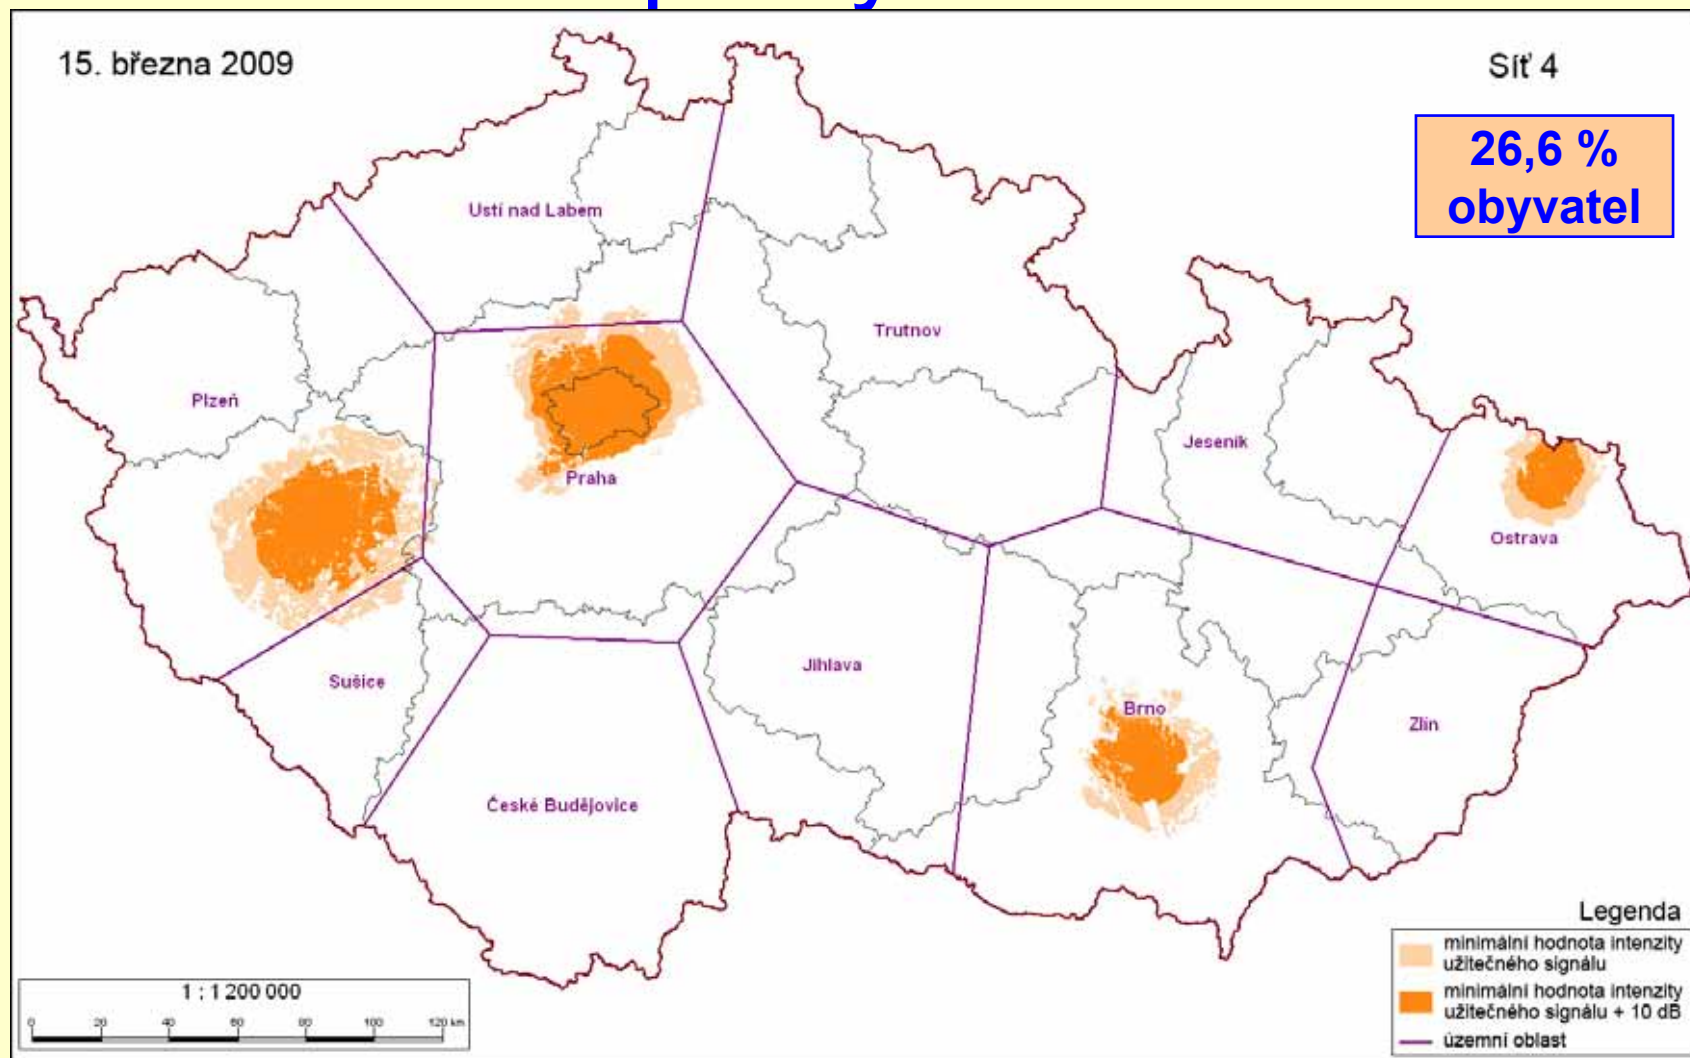 15. března 2009
Síť 4
26,6 %
obyvatel
Ustí nad Labem
Trutnov
Plzeň
Jeseník
Praha
Ostrava
Sušice
Jihlava
Brno
Zlín
České Budějovice
Legenda
minimální hodnota intenzity
užitečného signálu
minimální hodnota intenzity
užitečného signálu + 10 dB
územní oblast
1 : 1 200 000
0 20 40 60 80 100 120 km